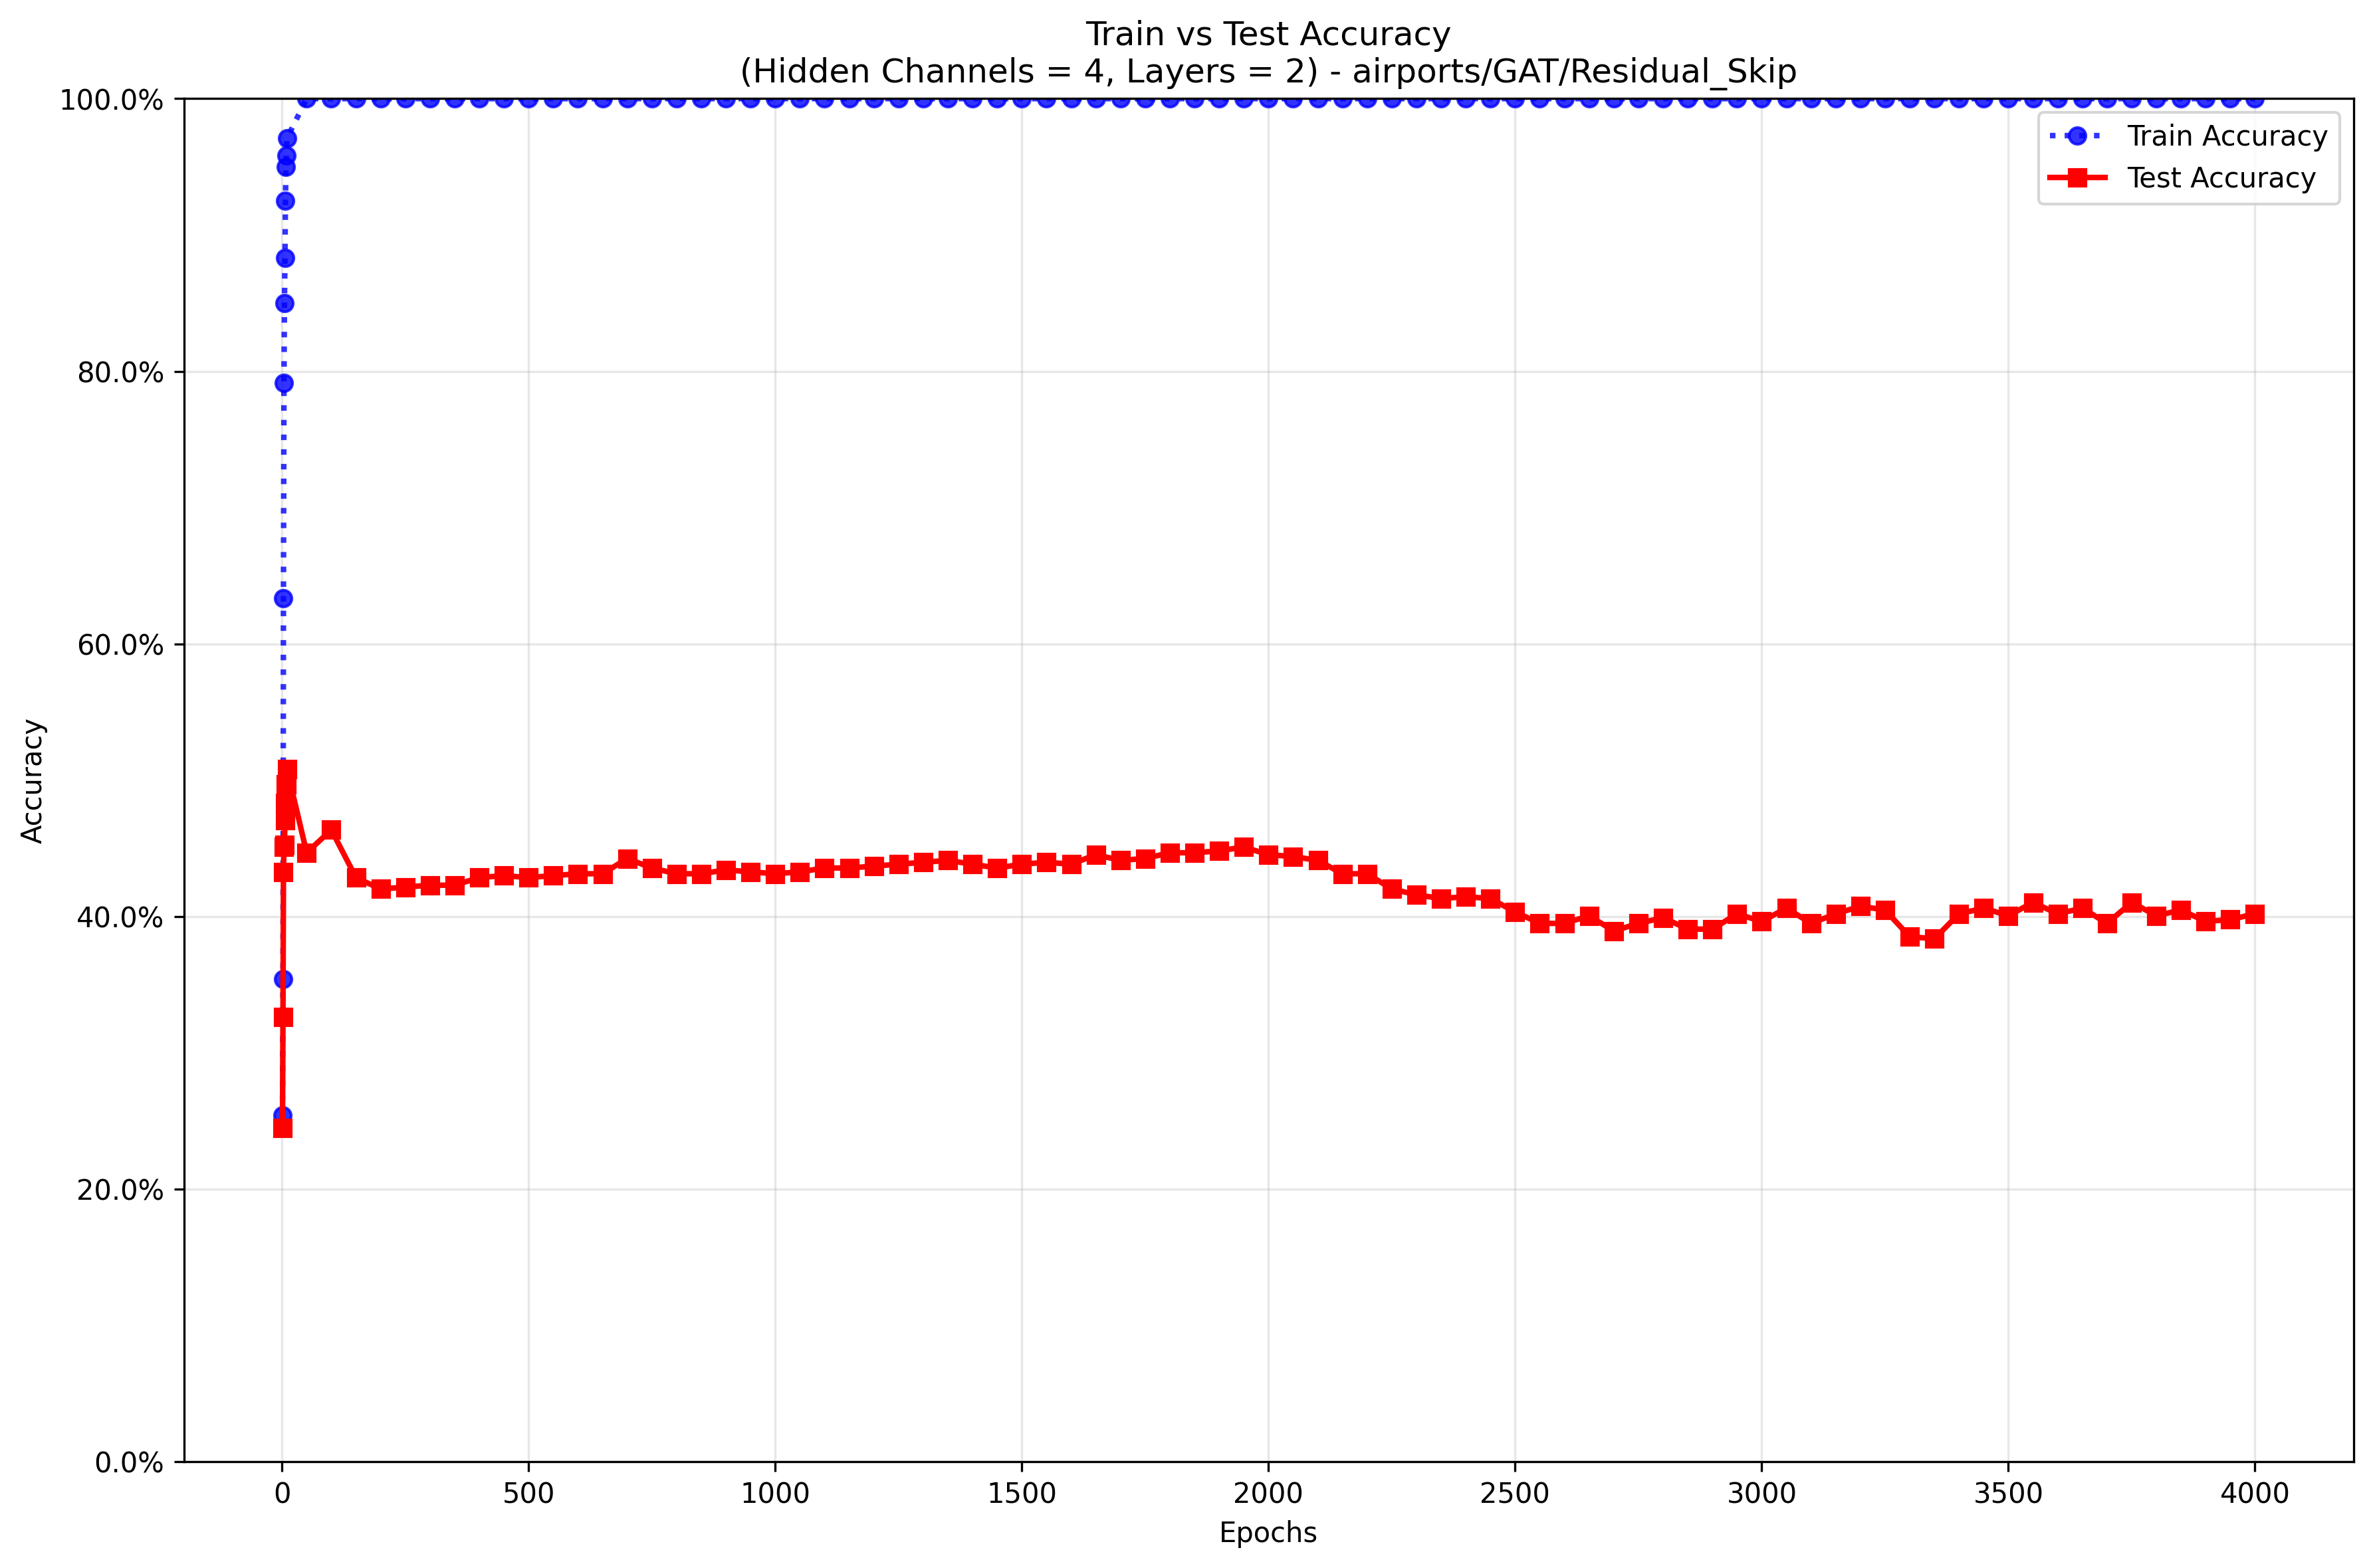 Train vs Test Accuracy
(Hidden Channels = 4, Layers = 2) - airports/GAT/Residual_Skip
100.0%
80.0%
60.0%
40.0%
20.0%
0.0%
Accuracy
Train Accuracy
Test Accuracy
0
500
1000
1500
2000
2500
3000
3500
4000
Epochs